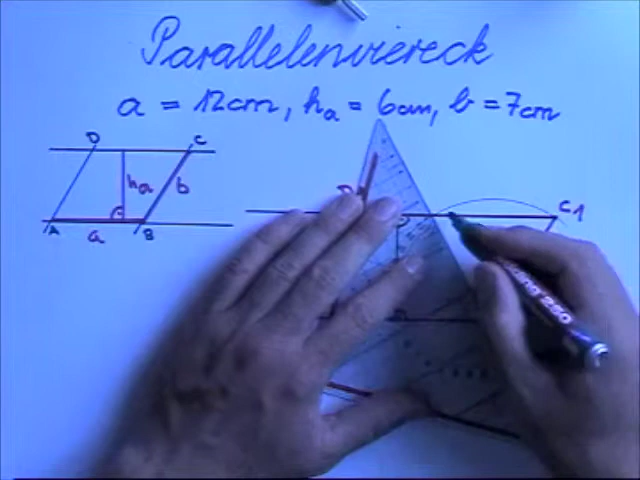 Parallelenviereck
a = 12cm, ha = 6cm, b = 7cm
D C
ha b
A a B
C1